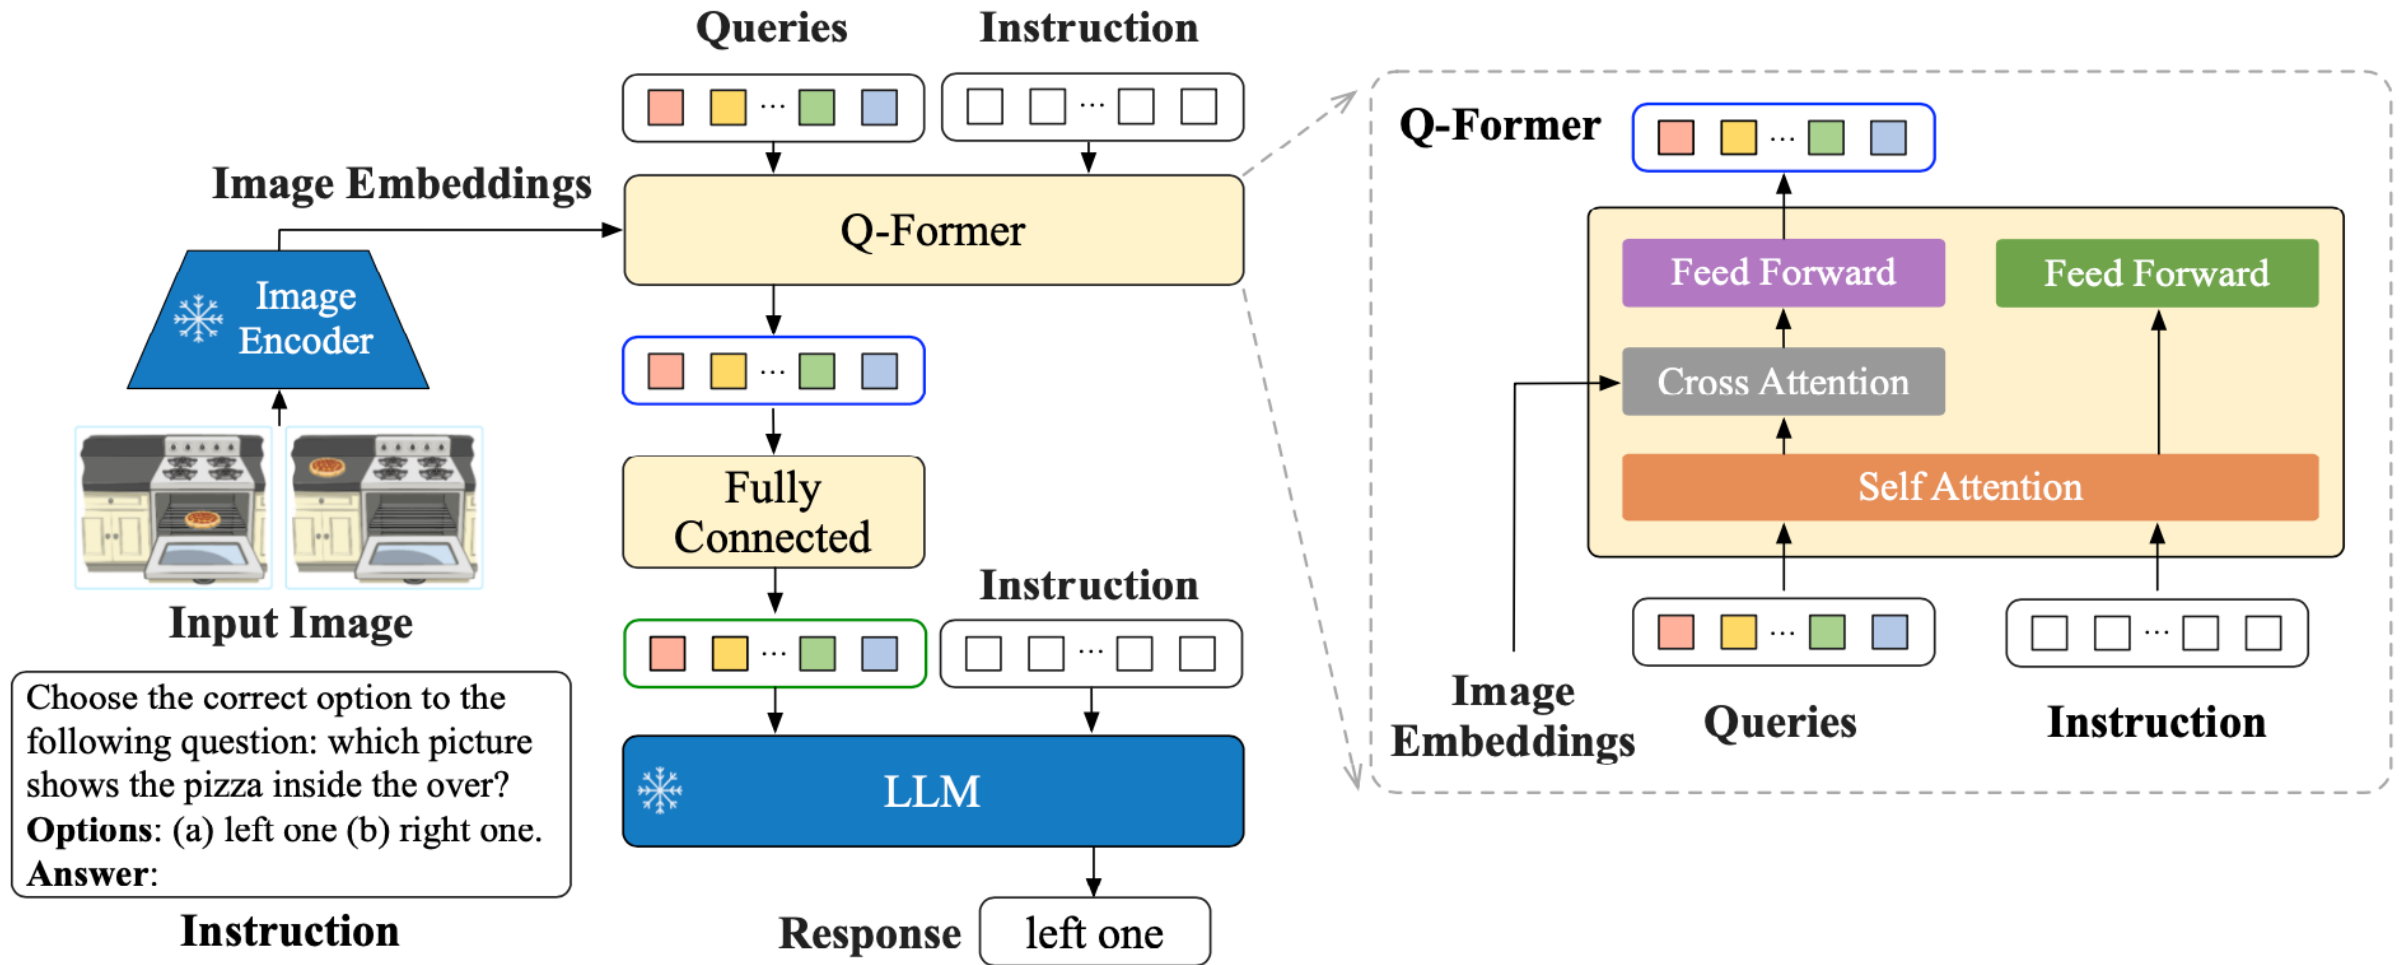 Queries
Instruction
Image Embeddings
Q-Former
Image
Encoder
Fully
Connected
Input Image
Instruction
Choose the correct option to the
following question: which picture
shows the pizza inside the over?
Options: (a) left one (b) right one.
Answer:
Instruction
LLM
Response
left one
Q-Former
Feed Forward
Feed Forward
Cross Attention
Self Attention
Image
Embeddings
Queries
Instruction